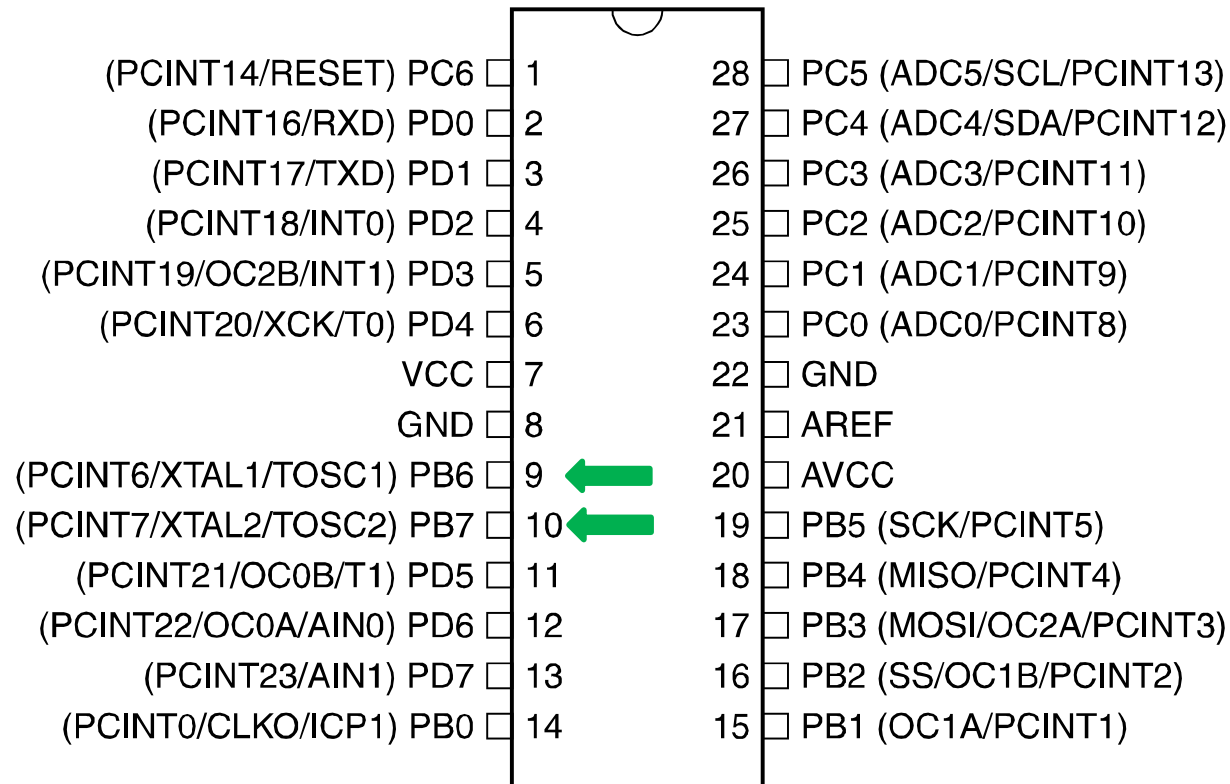 (PCINT14/RESET) PC6 1 28 PC5 (ADC5/SCL/PCINT13)
(PCINT16/RXD) PD0 2 27 PC4 (ADC4/SDA/PCINT12)
(PCINT17/TXD) PD1 3 26 PC3 (ADC3/PCINT11)
(PCINT18/INT0) PD2 4 25 PC2 (ADC2/PCINT10)
(PCINT19/OC2B/INT1) PD3 5 24 PC1 (ADC1/PCINT9)
(PCINT20/XCK/T0) PD4 6 23 PC0 (ADC0/PCINT8)
VCC 7 22 GND
GND 8 21 AREF
(PCINT6/XTAL1/TOSC1) PB6 9 20 AVCC
(PCINT7/XTAL2/TOSC2) PB7 10 19 PB5 (SCK/PCINT5)
(PCINT21/OC0B/T1) PD5 11 18 PB4 (MISO/PCINT4)
(PCINT22/OC0A/AIN0) PD6 12 17 PB3 (MOSI/OC2A/PCINT3)
(PCINT23/AIN1) PD7 13 16 PB2 (SS/OC1B/PCINT2)
(PCINT0/CLKO/ICP1) PB0 14 15 PB1 (OC1A/PCINT1)